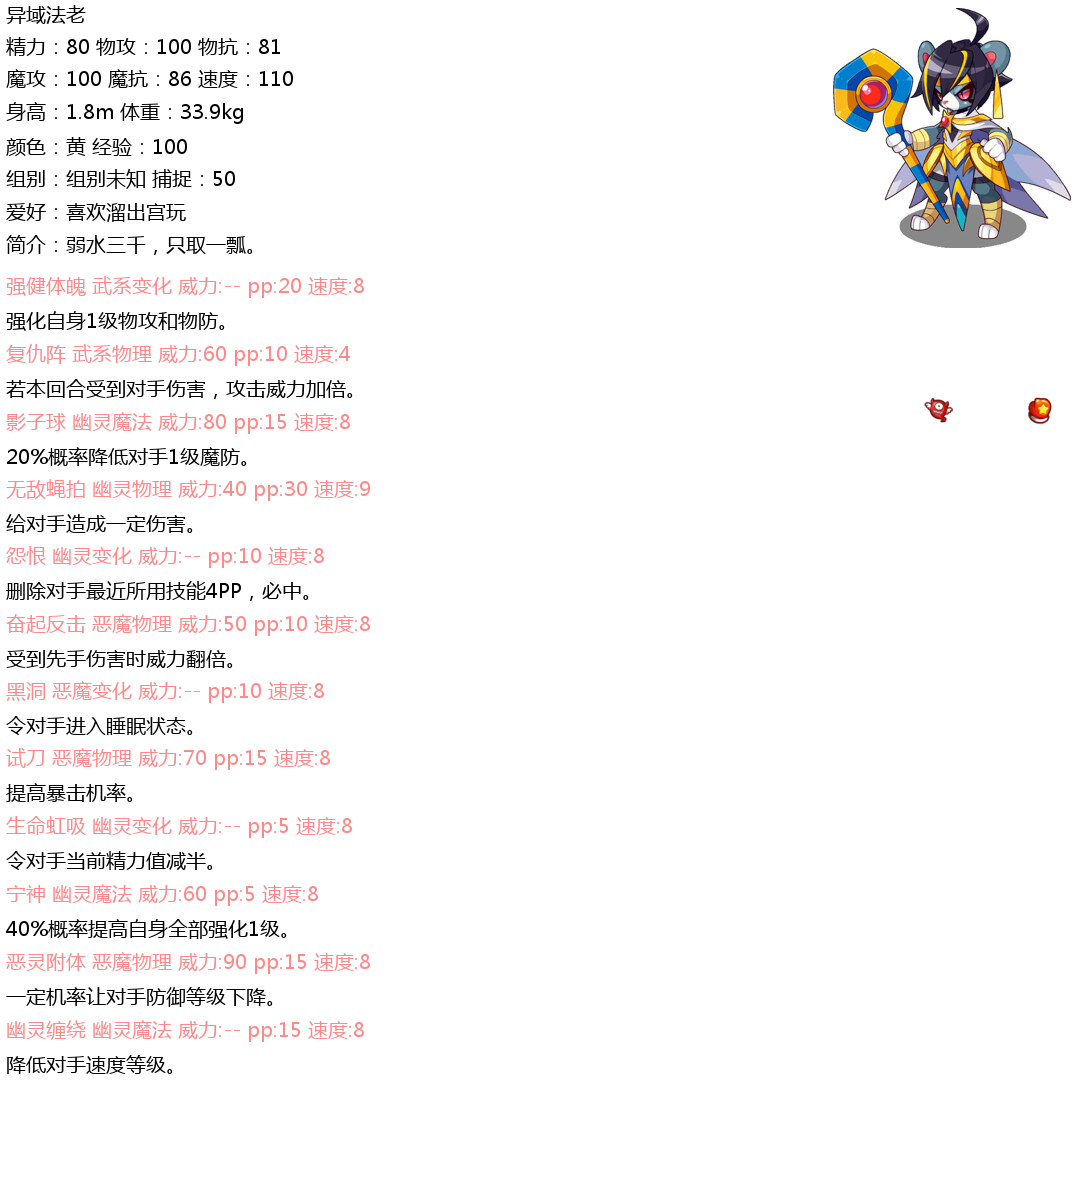 异域法老
精力：80 物攻：100 物抗：81
魔攻：100 魔抗：86 速度：110
身高：1.8m 体重：33.9kg
颜色：黄 经验：100
组别：组别未知 捕捉：50
爱好：喜欢溜出宫玩
简介：弱水三千，只取一瓢。
强健体魄 武系变化 威力:-- pp:20 速度:8
强化自身1级物攻和物防。
复仇阵 武系物理 威力:60 pp:10 速度:4
若本回合受到对手伤害，攻击威力加倍。
影子球 幽灵魔法 威力:80 pp:15 速度:8
20%概率降低对手1级魔防。
无敌蝇拍 幽灵物理 威力:40 pp:30 速度:9
给对手造成一定伤害。
怨恨 幽灵变化 威力:-- pp:10 速度:8
删除对手最近所用技能4PP，必中。
奋起反击 恶魔物理 威力:50 pp:10 速度:8
受到先手伤害时威力翻倍。
黑洞 恶魔变化 威力:-- pp:10 速度:8
令对手进入睡眠状态。
试刀 恶魔物理 威力:70 pp:15 速度:8
提高暴击机率。
生命虹吸 幽灵变化 威力:-- pp:5 速度:8
令对手当前精力值减半。
宁神 幽灵魔法 威力:60 pp:5 速度:8
40%概率提高自身全部强化1级。
恶灵附体 恶魔物理 威力:90 pp:15 速度:8
一定机率让对手防御等级下降。
幽灵缠绕 幽灵魔法 威力:-- pp:15 速度:8
降低对手速度等级。